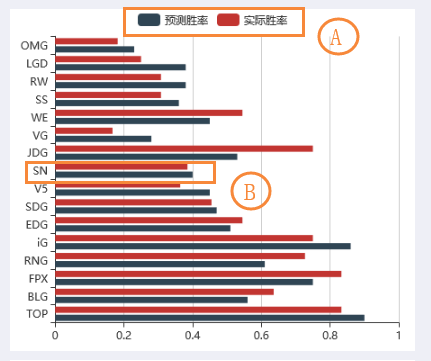 预测胜率 实际胜率
A
OMG
LGD
RW
SS
WE
VG
JDG
SN
B
V5
SDG
EDG
iG
RNG
FPX
BLG
TOP
0 0.2 0.4 0.6 0.8 1